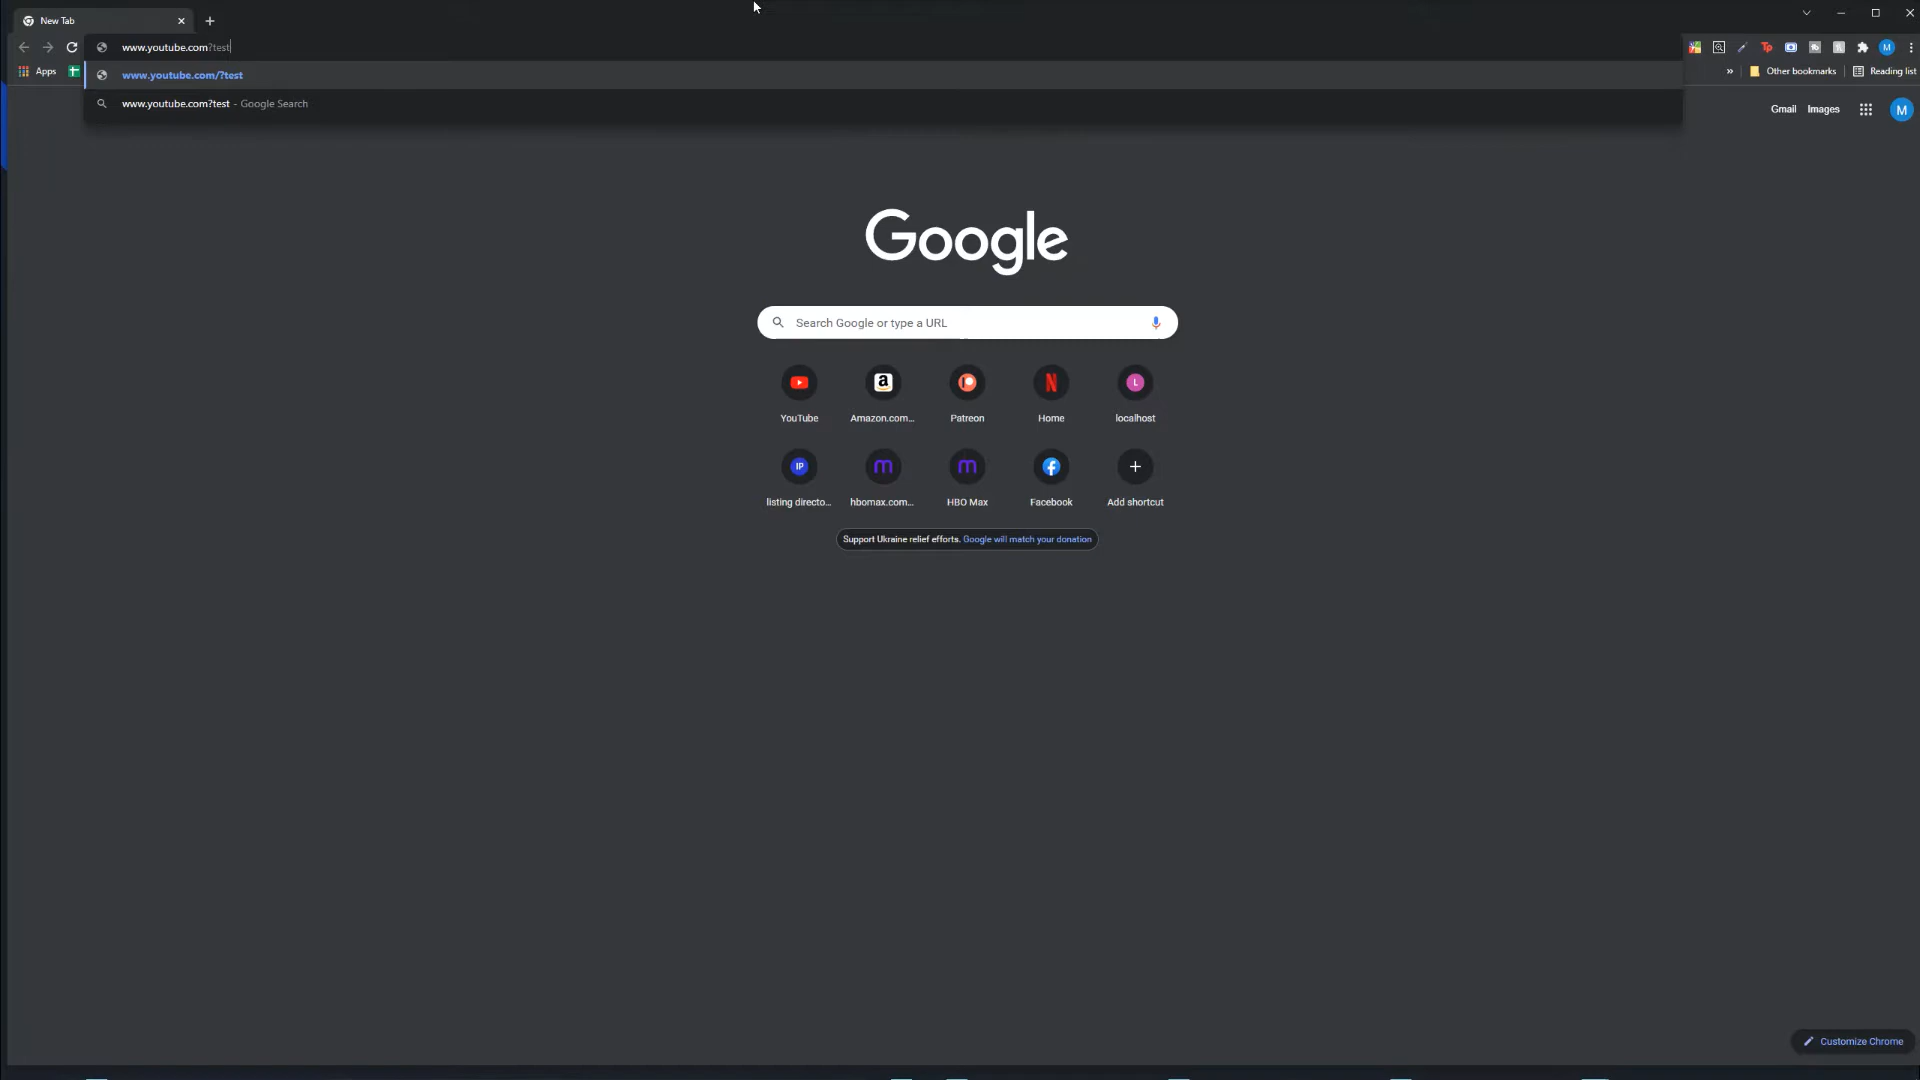 New Tab
www.youtube.com?test
www.youtube.com/?test
www.youtube.com?test - Google Search
Apps
Other bookmarks
Reading list
Gmail
Images
M
Google
Search Google or type a URL
YouTube
Amazon.com...
Patreon
Home
localhost
listing directo...
hbomax.com...
HBO Max
Facebook
Add shortcut
Support Ukraine relief efforts. Google will match your donation
Customize Chrome